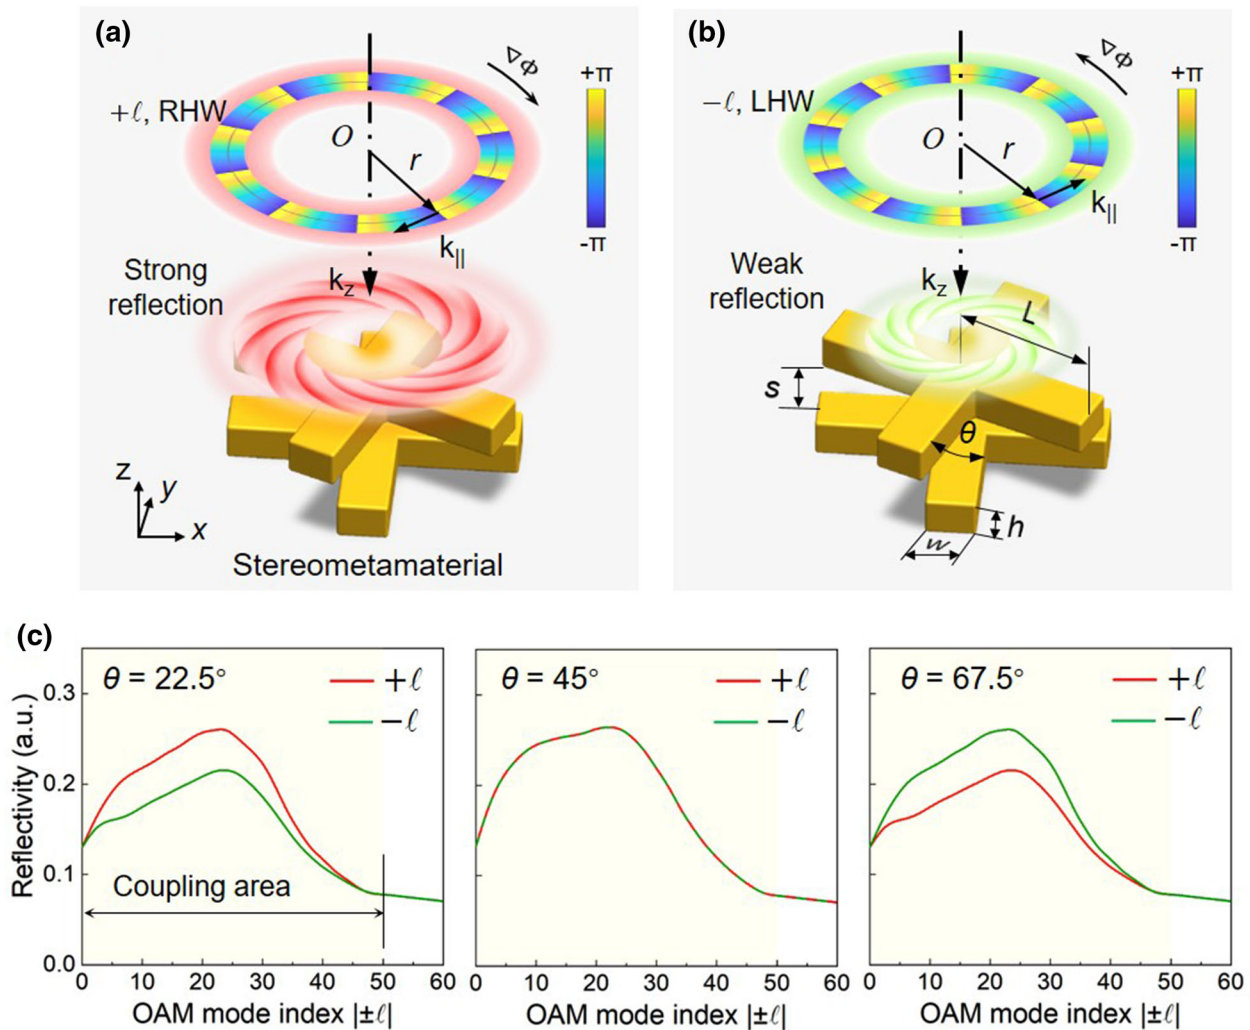 (a)
+ℓ, RHW
∇Φ
+π
-π
O
r
k||
kz
Strong
reflection
z
y
x
Stereometamaterial
(b)
−ℓ, LHW
∇Φ
+π
-π
O
r
k||
kz
Weak
reflection
L
s
θ
h
w
(c)
Reflectivity (a.u.)
0.3
0.2
0.1
0.0
θ = 22.5°
+ℓ
−ℓ
Coupling area
0 10 20 30 40 50 60
OAM mode index |±ℓ|
θ = 45°
+ℓ
−ℓ
0 10 20 30 40 50 60
OAM mode index |±ℓ|
θ = 67.5°
+ℓ
−ℓ
0 10 20 30 40 50 60
OAM mode index |±ℓ|